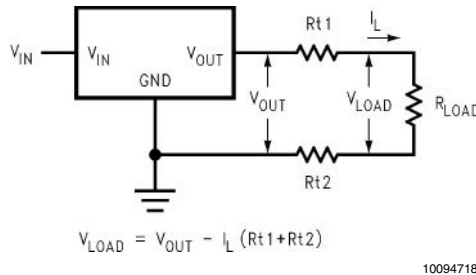 Rt1
I_L
V_IN
V_IN
V_OUT
GND
V_OUT
V_LOAD
R_LOAD
Rt2
V_LOAD = V_OUT - I_L (Rt1+Rt2)
10094718